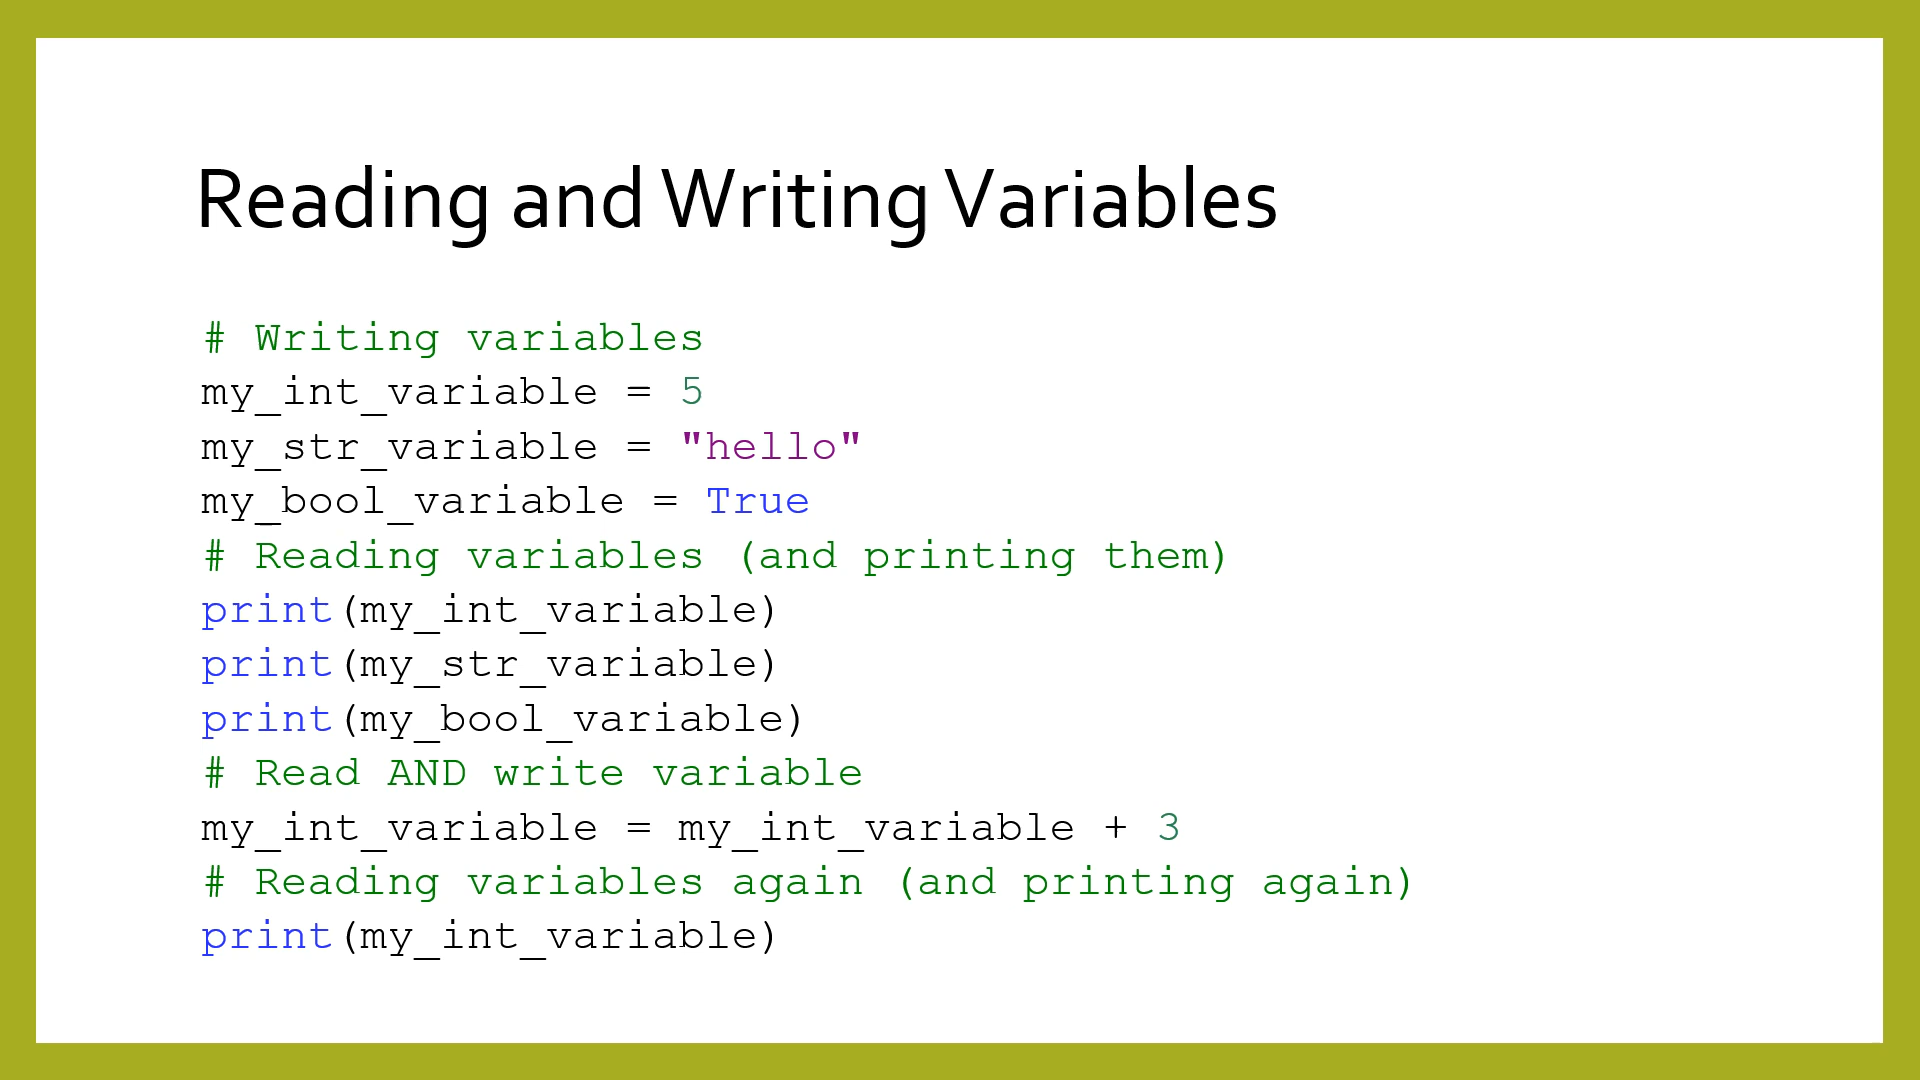 Reading and Writing Variables
# Writing variables
my_int_variable = 5
my_str_variable = "hello"
my_bool_variable = True
# Reading variables (and printing them)
print(my_int_variable)
print(my_str_variable)
print(my_bool_variable)
# Read AND write variable
my_int_variable = my_int_variable + 3
# Reading variables again (and printing again)
print(my_int_variable)